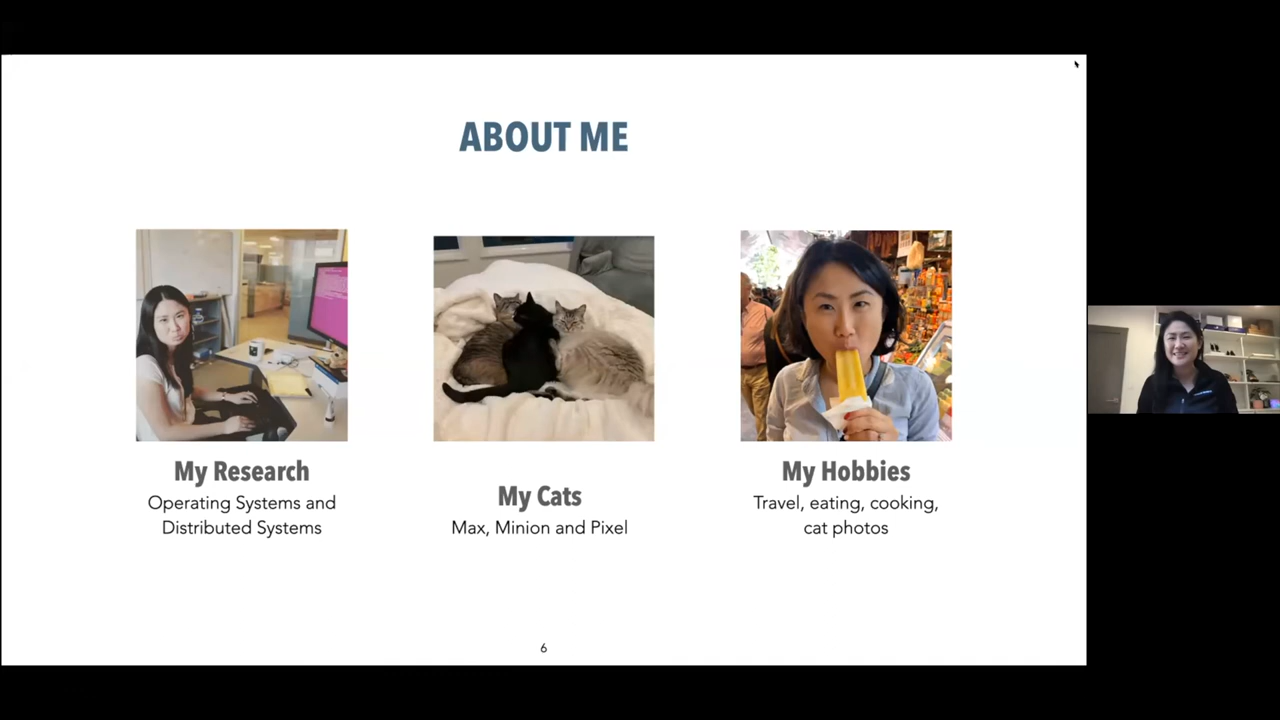 ABOUT ME
My Research
Operating Systems and
Distributed Systems
My Cats
Max, Minion and Pixel
My Hobbies
Travel, eating, cooking,
cat photos
6